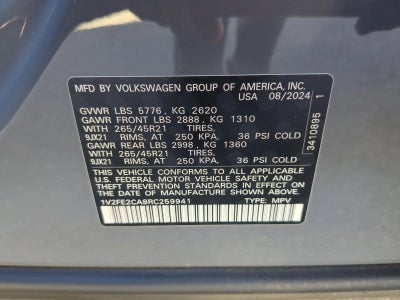 MFD. BY VOLKSWAGEN GROUP OF AMERICA, INC.
USA 08/2024
GVWR LBS 5776, KG 2620
GAWR FRONT LBS 2888, KG 1310
WITH 265/45R21 TIRES,
9JX21 RIMS, AT 250 KPA, 36 PSI COLD
GAWR REAR LBS 2998, KG 1360
WITH 265/45R21 TIRES,
9JX21 RIMS, AT 250 KPA, 36 PSI COLD
THIS VEHICLE CONFORMS TO ALL APPLICABLE
FEDERAL MOTOR VEHICLE SAFETY AND
THEFT PREVENTION STANDARDS IN EFFECT ON
THE DATE OF MANUFACTURE SHOWN ABOVE.
1V2FE2CA8RC259941 TYPE: MPV
3410895